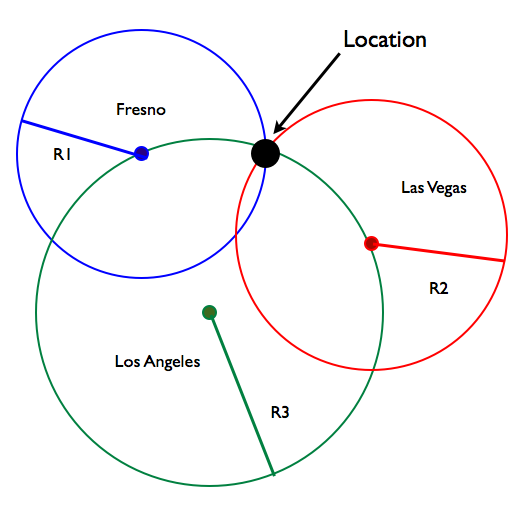 Location
Fresno
R1
Las Vegas
R2
Los Angeles
R3